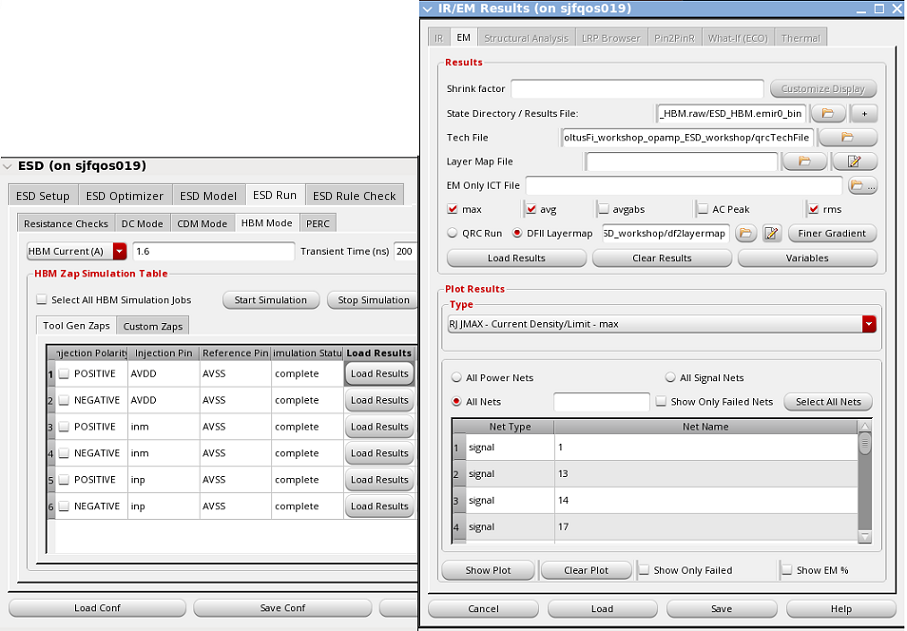 ESD (on sjfqos019)
ESD Setup ESD Optimizer ESD Model ESD Run ESD Rule Check
Resistance Checks DC Mode CDM Mode HBM Mode PERC
HBM Current(A) 1.6 Transient Time (ns) 200
HBM Zap Simulation Table
Select All HBM Simulation Jobs Start Simulation Stop Simulation
Tool Gen Zaps Custom Zaps
njection Polarity Injection Pin Reference Pin imulation Statu Load Results
1 POSITIVE AVDD AVSS complete Load Results
2 NEGATIVE AVDD AVSS complete Load Results
3 POSITIVE inm AVSS complete Load Results
4 NEGATIVE inm AVSS complete Load Results
5 POSITIVE inp AVSS complete Load Results
6 NEGATIVE inp AVSS complete Load Results
Load Conf Save Conf
IR/EM Results (on sjfqos019)
IR EM Structural Analysis LRP Browser Pin2PinR What-If (ECO) Thermal
Results
Shrink factor Customize Display
State Directory / Results File: _HBM.raw/ESD_HBM.emir0_bin +
Tech File oltusFi_workshop_opamp_ESD_workshop/qrcTechFile
Layer Map File
EM Only ICT File ...
max avg avgabs AC Peak rms
QRC Run DFII Layermap SD_workshop/df2layermap Finer Gradient
Load Results Clear Results Variables
Plot Results
Type
RJ JMAX - Current Density/Limit - max
All Power Nets All Signal Nets
All Nets Show Only Failed Nets Select All Nets
Net Type Net Name
1 signal 1
2 signal 13
3 signal 14
4 signal 17
Show Plot Clear Plot Show Only Failed Show EM %
Cancel Load Save Help